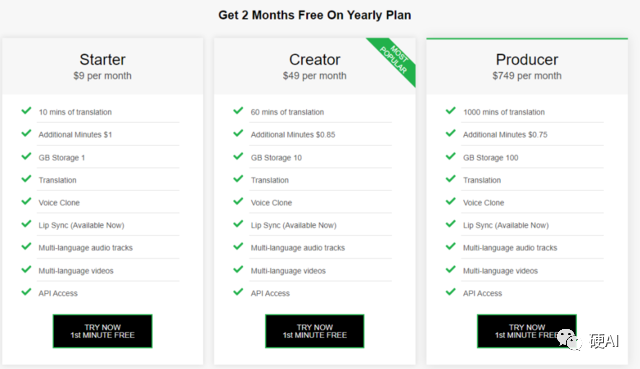 Get 2 Months Free On Yearly Plan
Starter
$9 per month
10 mins of translation
Additional Minutes $1
GB Storage 1
Translation
Voice Clone
Lip Sync (Available Now)
Multi-language audio tracks
Multi-language videos
API Access
TRY NOW
1st MINUTE FREE
MOST
POPULAR
Creator
$49 per month
60 mins of translation
Additional Minutes $0.85
GB Storage 10
Translation
Voice Clone
Lip Sync (Available Now)
Multi-language audio tracks
Multi-language videos
API Access
TRY NOW
1st MINUTE FREE
Producer
$749 per month
1000 mins of translation
Additional Minutes $0.75
GB Storage 100
Translation
Voice Clone
Lip Sync (Available Now)
Multi-language audio tracks
Multi-language videos
API Access
TRY NOW
1st MINUTE FREE
硬AI